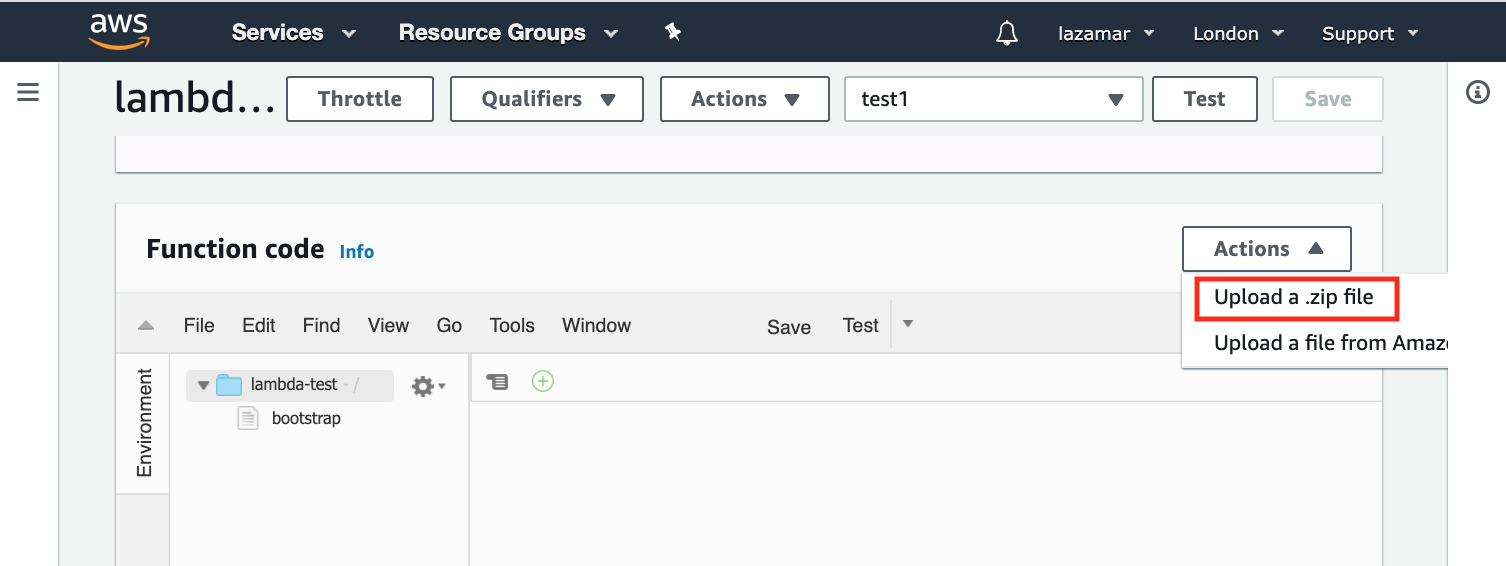 aws Services Resource Groups lazamar London Support
lambd... Throttle Qualifiers Actions test1 Test Save
Function code Info Actions
Upload a .zip file
File Edit Find View Go Tools Window Save Test
Upload a file from Amaz
Environment
lambda-test - /
bootstrap